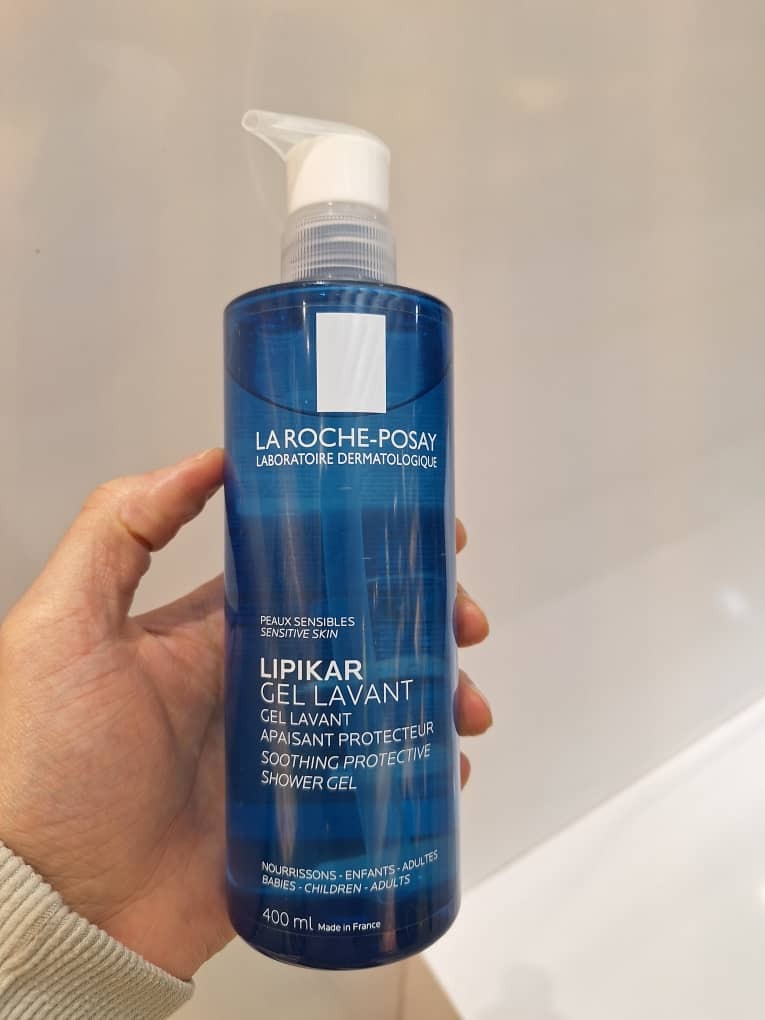 LA ROCHE-POSAY
LABORATOIRE DERMATOLOGIQUE
PEAUX SENSIBLES
SENSITIVE SKIN
LIPIKAR
GEL LAVANT
GEL LAVANT
APAISANT PROTECTEUR
SOOTHING PROTECTIVE
SHOWER GEL
NOURRISSONS - ENFANTS - ADULTES
BABIES - CHILDREN - ADULTS
400 ml Made in France